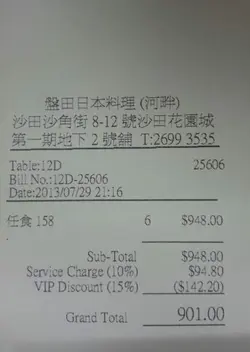 盤田日本料理 (河畔)
沙田沙角街 8-12 號沙田花園城
第一期地下 2 號舖 T:2699 3535
Table:12D 25606
Bill No.:12D-25606
Date:2013/07/29 21:16
任食 158 6 $948.00
Sub-Total $948.00
Service Charge (10%) $94.80
VIP Discount (15%) ($142.20)
Grand Total 901.00